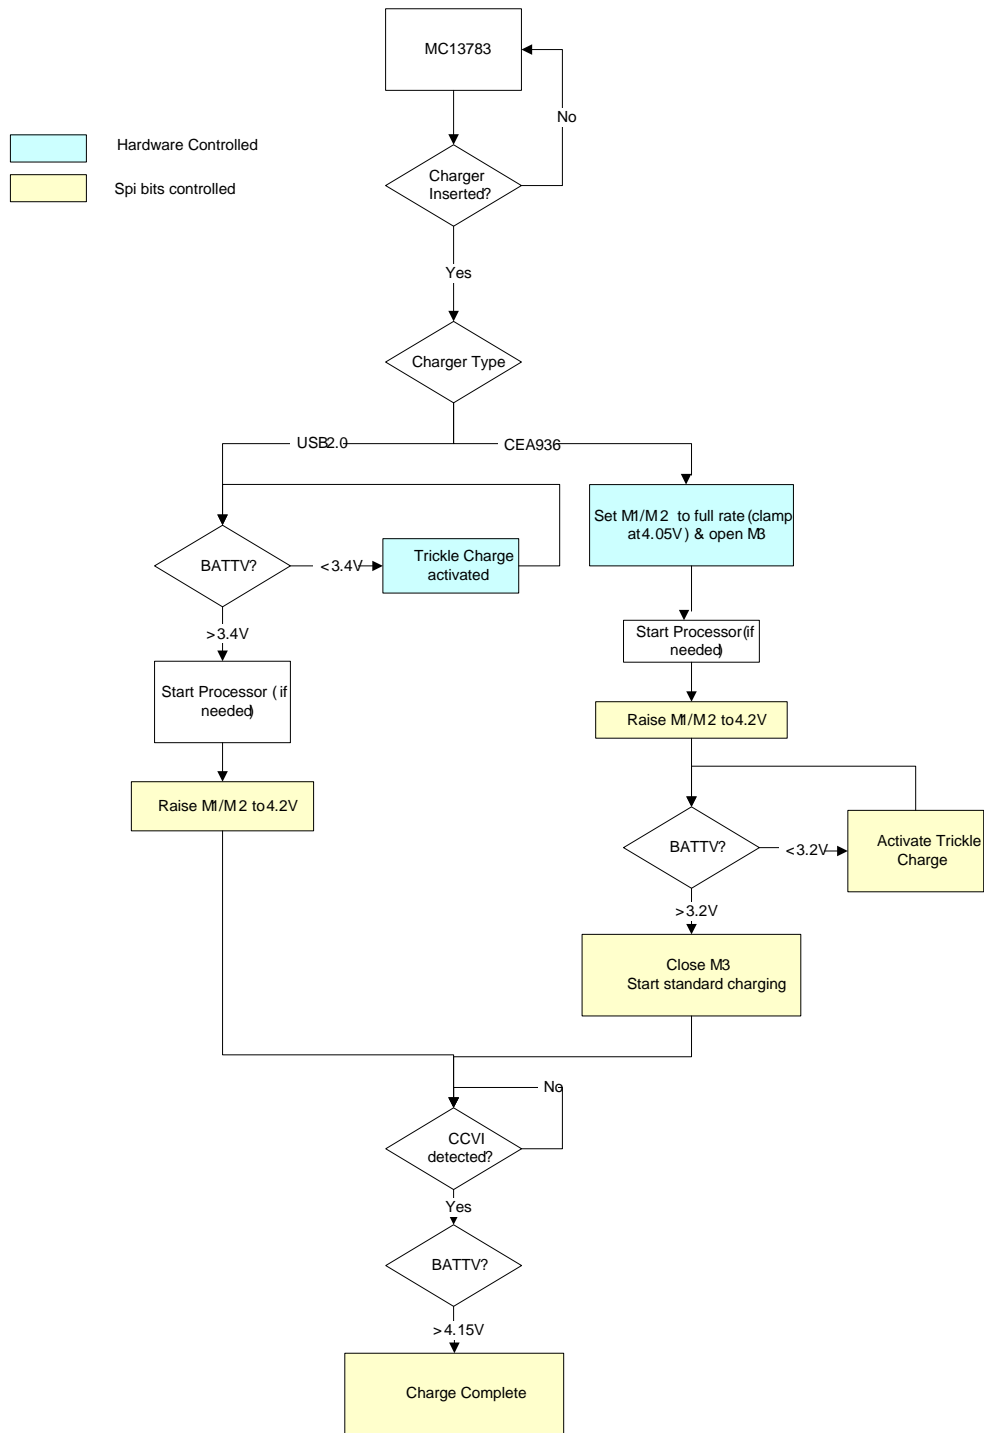 MC13783
No
Hardware Controlled
Spi bits controlled
Charger
Inserted?
Yes
Charger Type
USB2.0
CEA936
Set M1/M2 to full rate (clamp
at 4.05V) & open M3
BATTV?
<3.4V
Trickle Charge
activated
>3.4V
Start Processor (if
needed)
Start Processor (if
needed)
Raise M1/M2 to 4.2V
Raise M1/M2 to 4.2V
BATTV?
<3.2V
Activate Trickle
Charge
>3.2V
Close M3
Start standard charging
No
CCVI
detected?
Yes
BATTV?
>4.15V
Charge Complete